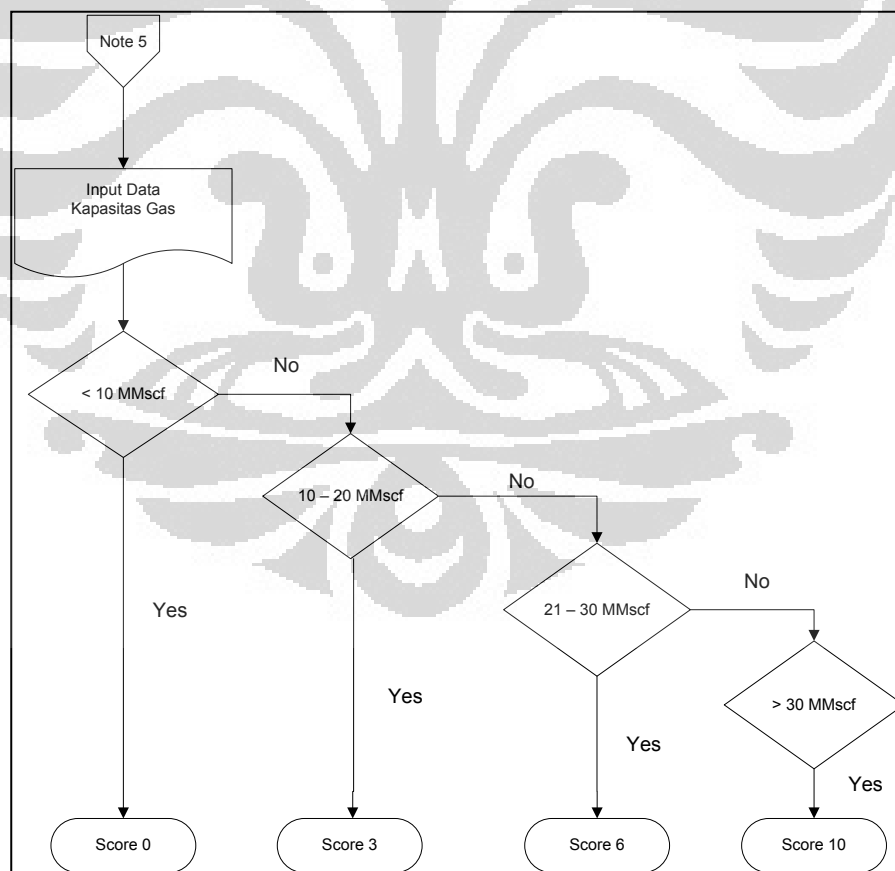 Note 5
Input Data
Kapasitas Gas
< 10 MMscf
No
10 – 20 MMscf
No
21 – 30 MMscf
No
> 30 MMscf
Yes
Yes
Yes
Yes
Score 0
Score 3
Score 6
Score 10